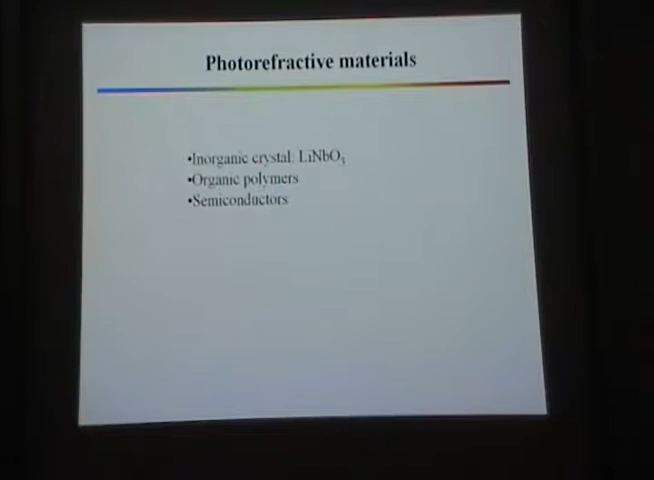 Photorefractive materials
•Inorganic crystal: LiNbO₃
•Organic polymers
•Semiconductors